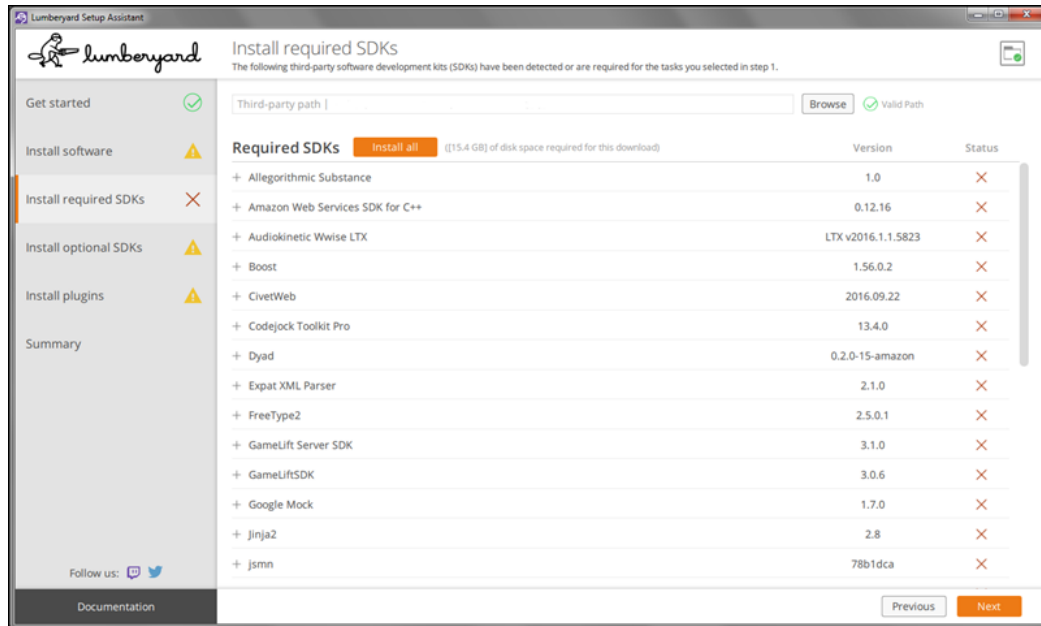 Lumberyard Setup Assistant
lumberyard
Install required SDKs
The following third-party software development kits (SDKs) have been detected or are required for the tasks you selected in step 1.
Get started
Install software
Install required SDKs
Install optional SDKs
Install plugins
Summary
Follow us:
Documentation
Third-party path |
Browse
Valid Path
Required SDKs Install all ([15.4 GB] of disk space required for this download) Version Status
+ Allegorithmic Substance 1.0
+ Amazon Web Services SDK for C++ 0.12.16
+ Audiokinetic Wwise LTX LTX v2016.1.1.5823
+ Boost 1.56.0.2
+ CivetWeb 2016.09.22
+ Codejock Toolkit Pro 13.4.0
+ Dyad 0.2.0-15-amazon
+ Expat XML Parser 2.1.0
+ FreeType2 2.5.0.1
+ GameLift Server SDK 3.1.0
+ GameLiftSDK 3.0.6
+ Google Mock 1.7.0
+ Jinja2 2.8
+ jsmn 78b1dca
Previous Next